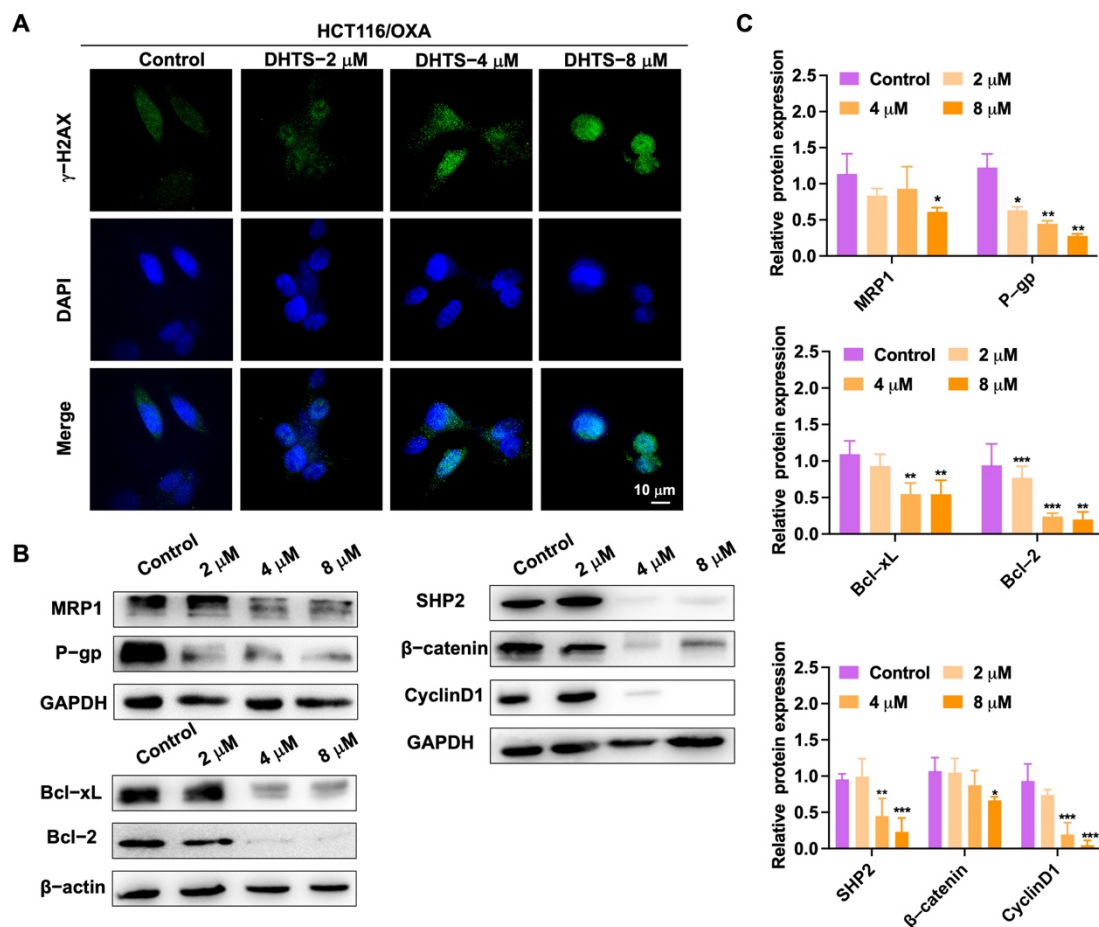 A
HCT116/OXA
Control DHTS−2 μM DHTS−4 μM DHTS−8 μM
γ−H2AX
DAPI
Merge
10 μm
B
Control 2 μM 4 μM 8 μM
MRP1
P−gp
GAPDH
Control 2 μM 4 μM 8 μM
Bcl−xL
Bcl−2
β−actin
Control 2 μM 4 μM 8 μM
SHP2
β−catenin
CyclinD1
GAPDH
C
Relative protein expression
2.5
2.0
1.5
1.0
0.5
0.0
Control 2 μM
4 μM 8 μM
* * ** **
MRP1 P−gp
Relative protein expression
2.5
2.0
1.5
1.0
0.5
0.0
Control 2 μM
4 μM 8 μM
** ** *** *** **
Bcl−xL Bcl−2
Relative protein expression
2.5
2.0
1.5
1.0
0.5
0.0
Control 2 μM
4 μM 8 μM
** *** * *** ***
SHP2 β−catenin CyclinD1